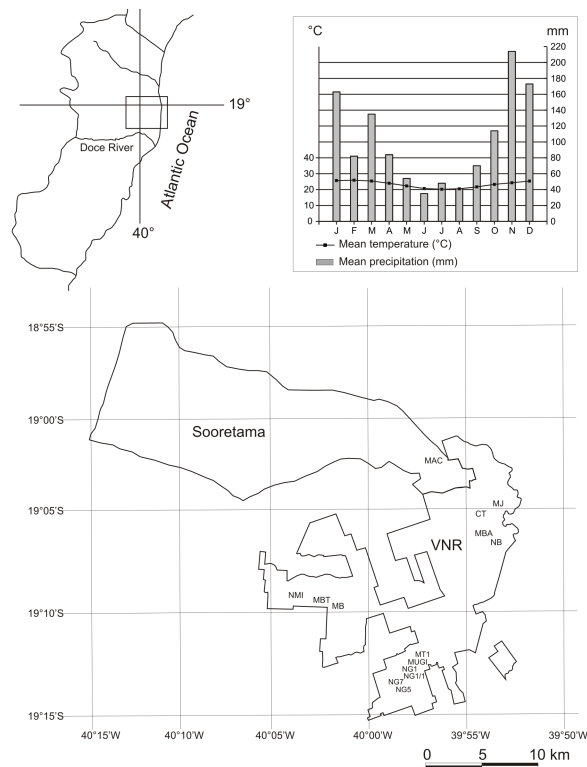 19°
Doce River
Atlantic Ocean
40°
°C
mm
220
200
180
160
140
120
100
80
60
40
20
0
40
30
20
10
0
J F M A M J J A S O N D
Mean temperature (°C)
Mean precipitation (mm)
18°55'S
19°00'S
19°05'S
19°10'S
19°15'S
Sooretama
MAC
MJ
CT
MBA
VNR
NB
NMI
MBT
MB
MT1
MUGI
NG1
NG1/1
NG7
NG5
40°15'W 40°10'W 40°05'W 40°00'W 39°55'W 39°50'W
0 5 10 km